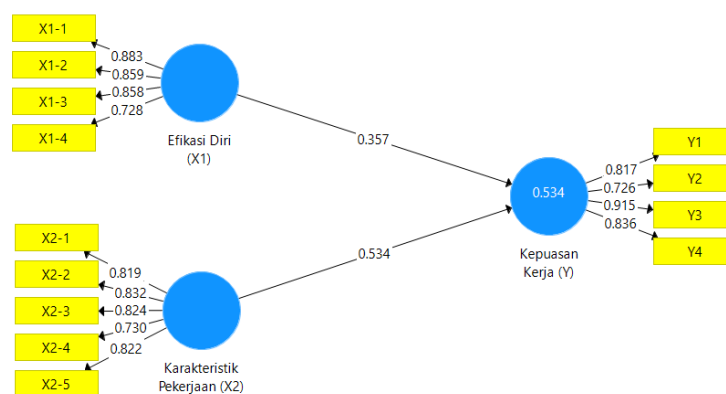 X1-1
X1-2
X1-3
X1-4
0.883
0.859
0.858
0.728
Efikasi Diri
(X1)
0.357
0.534
Y1
Y2
Y3
Y4
0.817
0.726
0.915
0.836
0.534
Kepuasan
Kerja (Y)
X2-1
X2-2
X2-3
X2-4
X2-5
0.819
0.832
0.824
0.730
0.822
Karakteristik
Pekerjaan (X2)